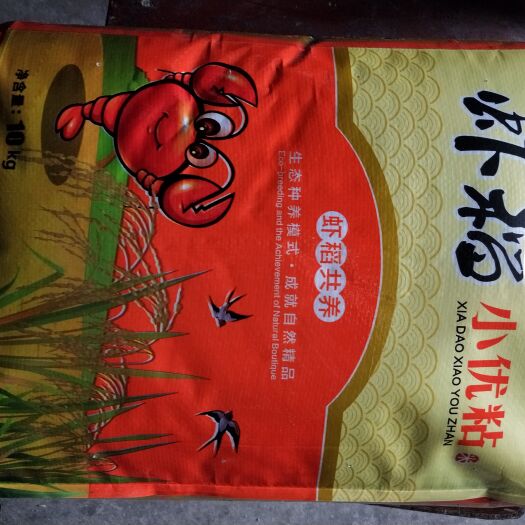 虾稻
小优粘
XIA DAO XIAO YOU ZHAN
虾稻共养
生态种养模式·成就自然精品
Eco-breeding and the Achievement of Natural Boutique
净含量：10kg